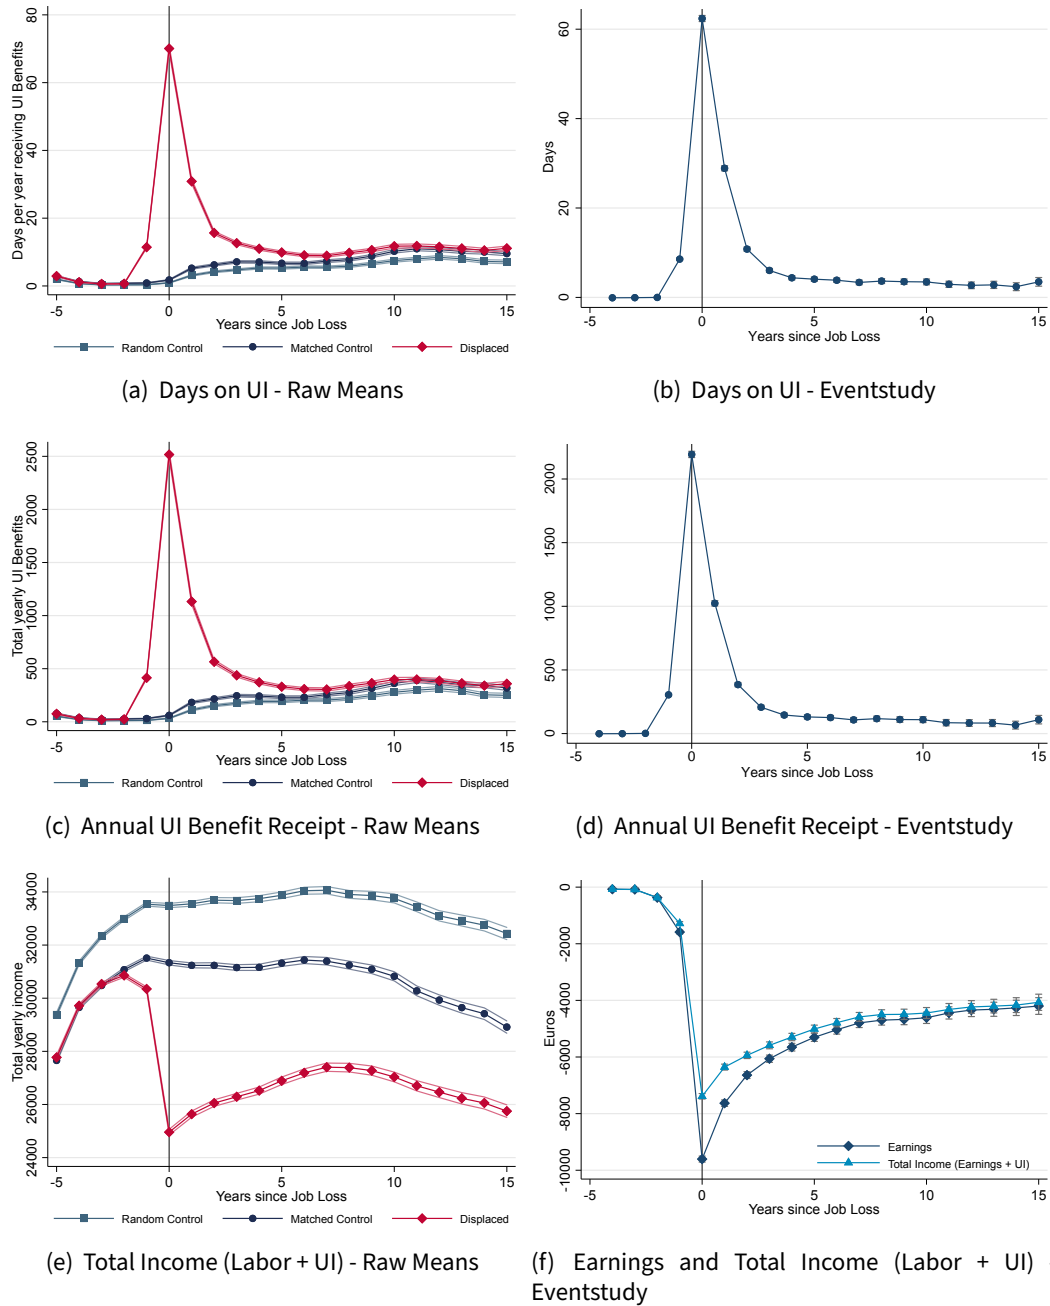 Days per year receiving UI Benefits
80
60
40
20
0
-5 0 5 10 15
Years since Job Loss
Random Control Matched Control Displaced
(a) Days on UI - Raw Means
Days
60
40
20
0
-5 0 5 10 15
Years since Job Loss
(b) Days on UI - Eventstudy
Total yearly UI Benefits
2500
2000
1500
1000
500
0
-5 0 5 10 15
Years since Job Loss
Random Control Matched Control Displaced
(c) Annual UI Benefit Receipt - Raw Means
2000
1500
1000
500
0
-5 0 5 10 15
Years since Job Loss
(d) Annual UI Benefit Receipt - Eventstudy
Total yearly income
34000
32000
30000
28000
26000
24000
-5 0 5 10 15
Years since Job Loss
Random Control Matched Control Displaced
(e) Total Income (Labor + UI) - Raw Means
Euros
0
-2000
-4000
-6000
-8000
-10000
Earnings
Total Income (Earnings + UI)
-5 0 5 10 15
Years since Job Loss
(f) Earnings and Total Income (Labor + UI)
Eventstudy